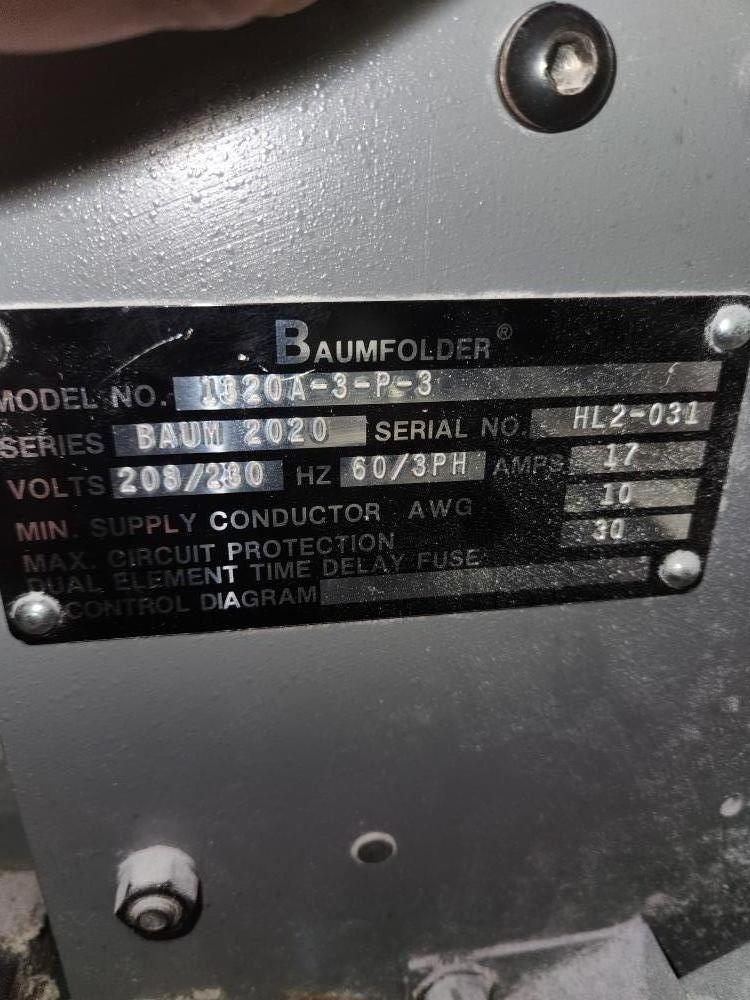 BAUMFOLDER®
MODEL NO. 1320A-3-P-3
SERIES BAUM 2020 SERIAL NO. HL2-031
VOLTS 208/230 HZ 60/3PH AMPS 17
MIN. SUPPLY CONDUCTOR AWG 10
MAX. CIRCUIT PROTECTION 30
DUAL ELEMENT TIME DELAY FUSE
CONTROL DIAGRAM